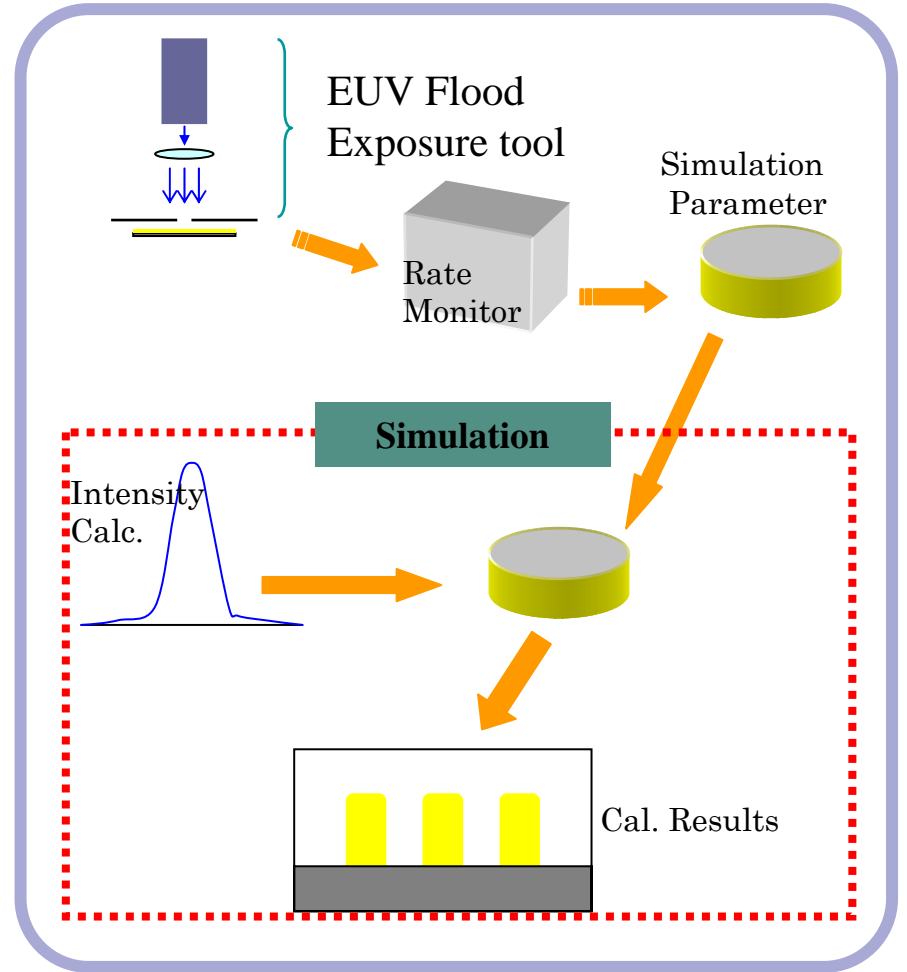 EUV Flood
Exposure tool
Simulation
Parameter
Rate
Monitor
Simulation
Intensity
Calc.
Cal. Results